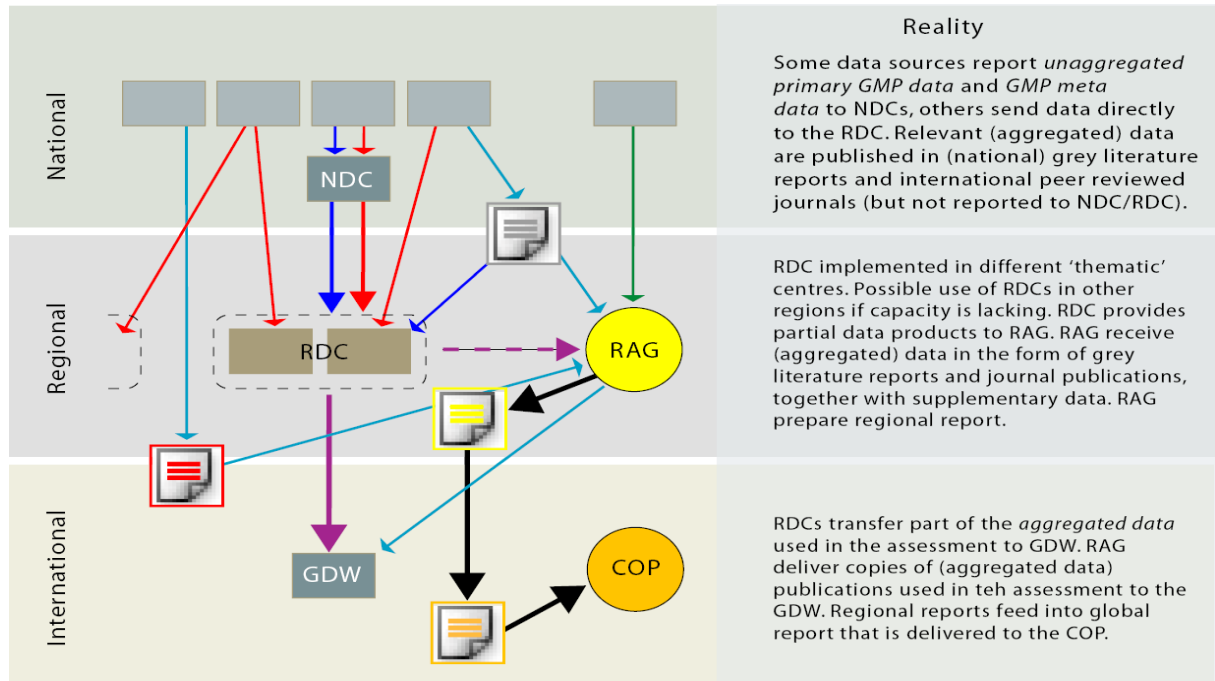 Reality
National
Some data sources report unaggregated
primary GMP data and GMP meta
data to NDCs, others send data directly
to the RDC. Relevant (aggregated) data
are published in (national) grey literature
reports and international peer reviewed
journals (but not reported to NDC/RDC).
NDC
Regional
RDC
RAG
RDC implemented in different ‘thematic’
centres. Possible use of RDCs in other
regions if capacity is lacking. RDC provides
partial data products to RAG. RAG receive
(aggregated) data in the form of grey
literature reports and journal publications,
together with supplementary data. RAG
prepare regional report.
International
GDW
COP
RDCs transfer part of the aggregated data
used in the assessment to GDW. RAG
deliver copies of (aggregated data)
publications used in teh assessment to the
GDW. Regional reports feed into global
report that is delivered to the COP.